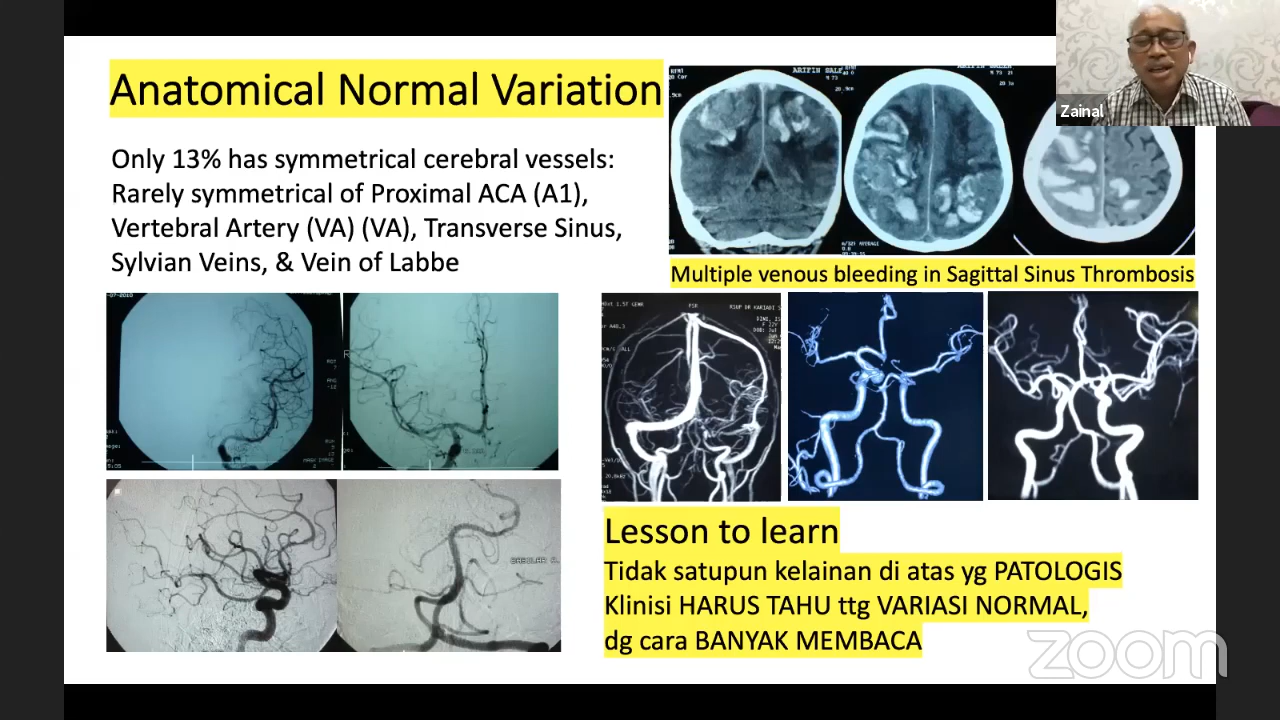 Anatomical Normal Variation
Only 13% has symmetrical cerebral vessels:
Rarely symmetrical of Proximal ACA (A1),
Vertebral Artery (VA) (VA), Transverse Sinus,
Sylvian Veins, & Vein of Labbe
Zainal
Multiple venous bleeding in Sagittal Sinus Thrombosis
Lesson to learn
Tidak satupun kelainan di atas yg PATOLOGIS
Klinisi HARUS TAHU ttg VARIASI NORMAL,
dg cara BANYAK MEMBACA
zoom